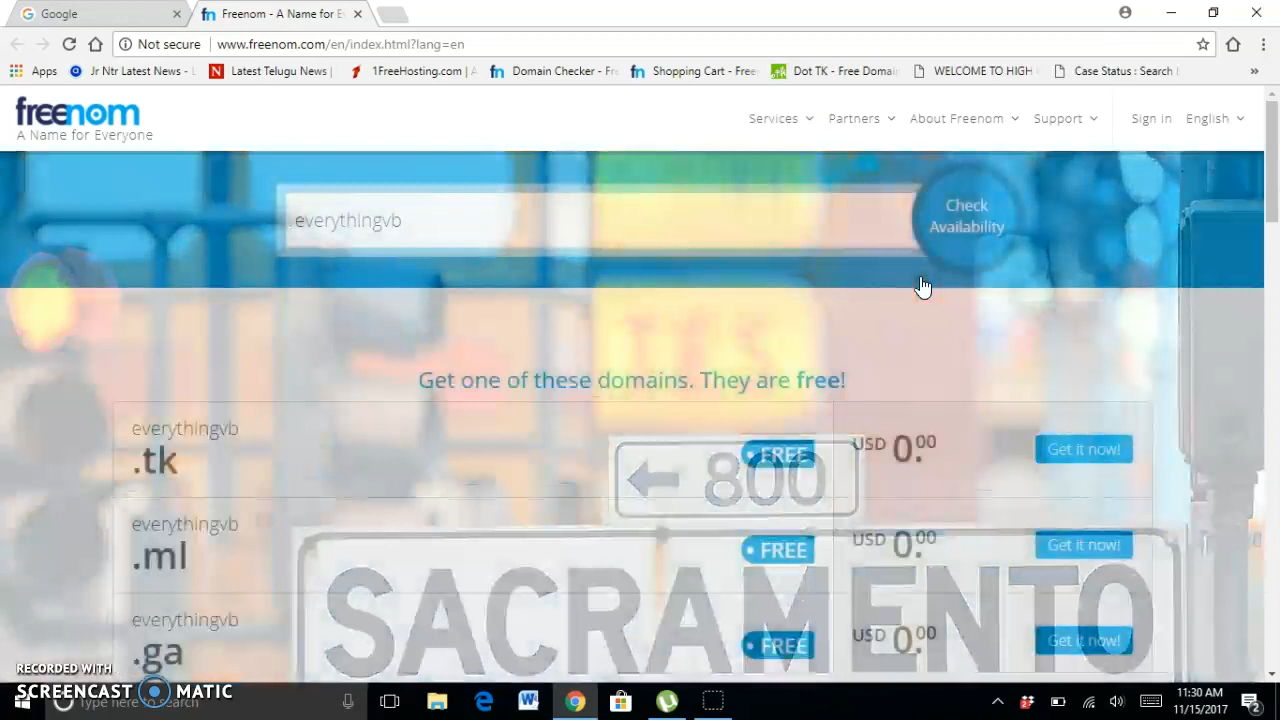 Google
Freenom - A Name for E
Not secure
www.freenom.com/en/index.html?lang=en
Apps
Jr Ntr Latest News -
Latest Telugu News |
1FreeHosting.com |
Domain Checker - Fr
Shopping Cart - Free
Dot TK - Free Domai
WELCOME TO HIGH
Case Status : Search
»
freenom
A Name for Everyone
Services
Partners
About Freenom
Support
Sign in
English
everythingvb
Check
Availability
Get one of these domains. They are free!
everythingvb
.tk
FREE
USD 0.00
Get it now!
800
everythingvb
.ml
FREE
USD 0.00
Get it now!
SACRAMENTO
everythingvb
.ga
FREE
USD 0.00
Get it now!
RECORDED WITH
SCREENCAST MATIC
Type here to search
11:30 AM
11/15/2017
2